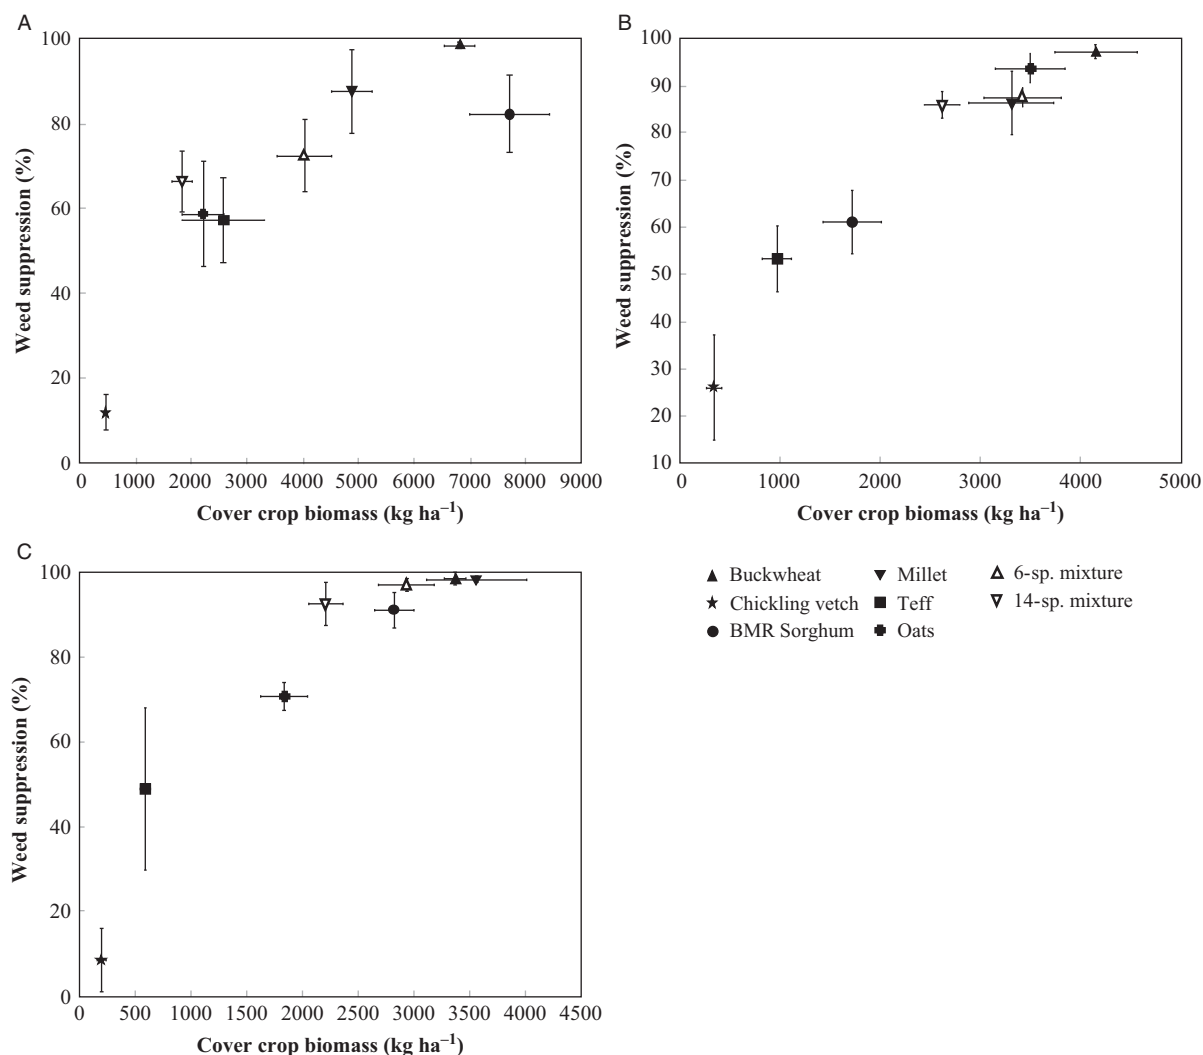 A
100
80
60
40
20
0
Weed suppression (%)
0 1000 2000 3000 4000 5000 6000 7000 8000 9000
Cover crop biomass (kg ha⁻¹)
B
100
90
80
70
60
50
40
30
20
10
Weed suppression (%)
0 1000 2000 3000 4000 5000
Cover crop biomass (kg ha⁻¹)
C
100
80
60
40
20
0
Weed suppression (%)
0 500 1000 1500 2000 2500 3000 3500 4000 4500
Cover crop biomass (kg ha⁻¹)
Buckwheat Millet 6-sp. mixture
Chickling vetch Teff 14-sp. mixture
BMR Sorghum Oats